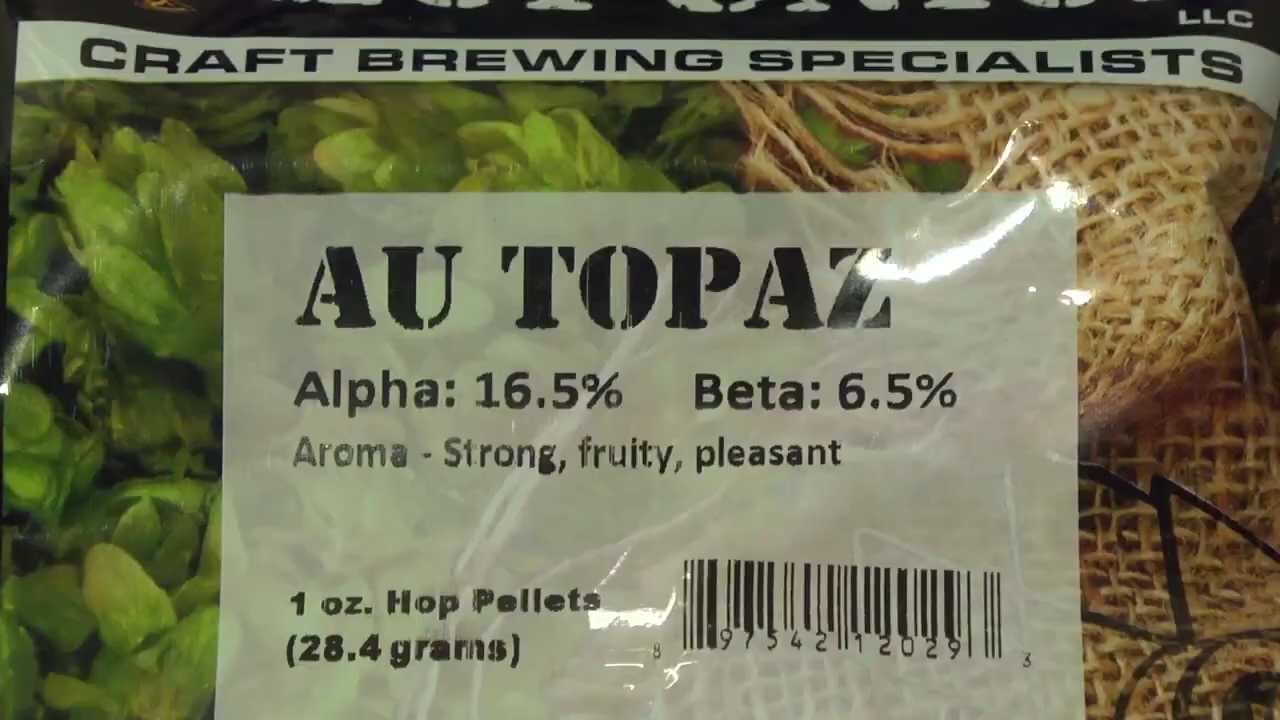 LLC
CRAFT BREWING SPECIALISTS
AU TOPAZ
Alpha: 16.5% Beta: 6.5%
Aroma - Strong, fruity, pleasant
1 oz. Hop Pellets
(28.4 grams)
8 97542 12029 3